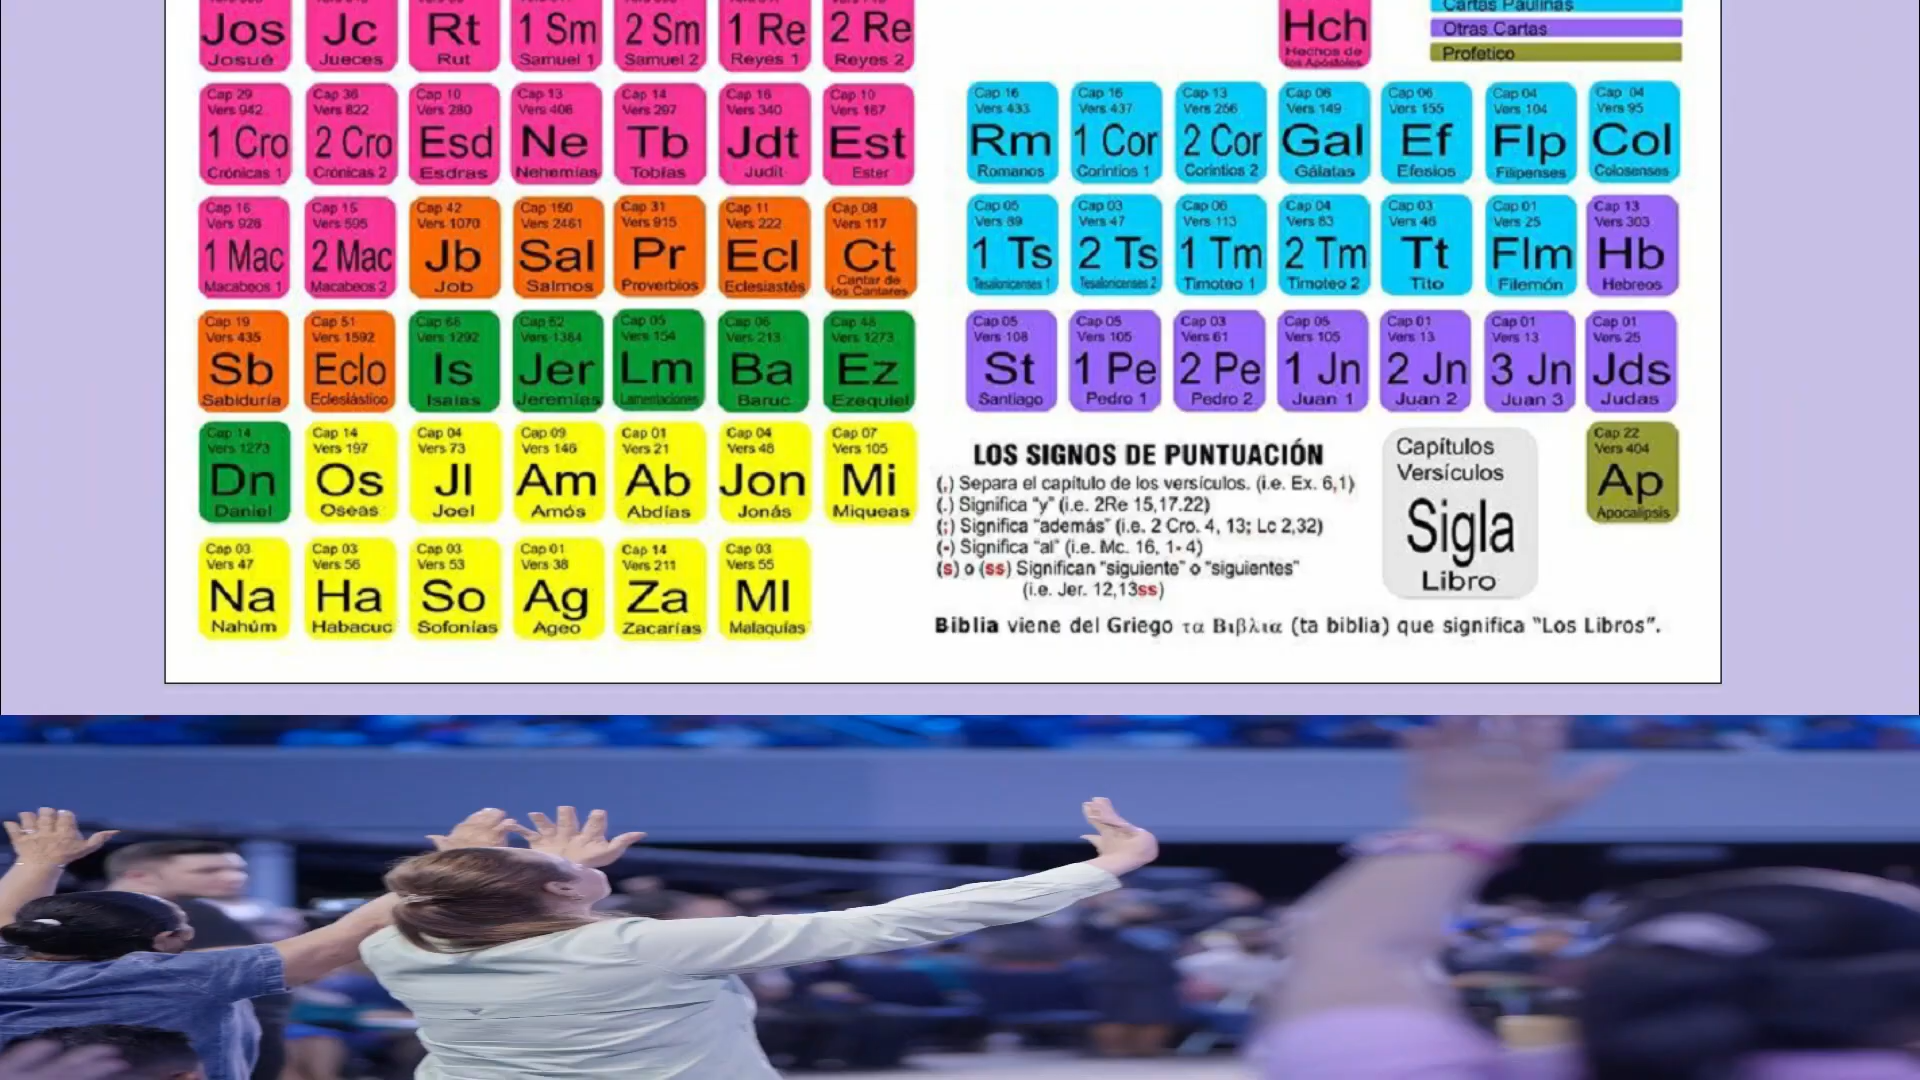 Jos Jc Rt 1 Sm 2 Sm 1 Re 2 Re
Josué Jueces Rut Samuel 1 Samuel 2 Reyes 1 Reyes 2
Hch
Hechos de
los Apóstoles
Cartas Paulinas
Otras Cartas
Profetico
Cap 29 Cap 36 Cap 10 Cap 13 Cap 14 Cap 16 Cap 10
Vers 942 Vers 822 Vers 280 Vers 406 Vers 297 Vers 340 Vers 167
1 Cro 2 Cro Esd Ne Tb Jdt Est
Crónicas 1 Crónicas 2 Esdras Nehemías Tobías Judit Ester
Cap 16 Cap 16 Cap 13 Cap 06 Cap 06 Cap 04 Cap 04
Vers 433 Vers 437 Vers 256 Vers 149 Vers 155 Vers 104 Vers 95
Rm 1 Cor 2 Cor Gal Ef Flp Col
Romanos Corintios 1 Corintios 2 Gálatas Efesios Filipenses Colosenses
Cap 16 Cap 15 Cap 42 Cap 150 Cap 31 Cap 11 Cap 08
Vers 926 Vers 595 Vers 1070 Vers 2461 Vers 915 Vers 222 Vers 117
1 Mac 2 Mac Jb Sal Pr Ecl Ct
Macabeos 1 Macabeos 2 Job Salmos Proverbios Eclesiastés Cantar de
los Cantares
Cap 05 Cap 03 Cap 06 Cap 04 Cap 03 Cap 01 Cap 13
Vers 89 Vers 47 Vers 113 Vers 83 Vers 46 Vers 25 Vers 303
1 Ts 2 Ts 1 Tm 2 Tm Tt Flm Hb
Tesalonicenses 1 Tesalonicenses 2 Timoteo 1 Timoteo 2 Tito Filemón Hebreos
Cap 19 Cap 51 Cap 66 Cap 52 Cap 05 Cap 06 Cap 48
Vers 435 Vers 1592 Vers 1292 Vers 1364 Vers 154 Vers 213 Vers 1273
Sb Eclo Is Jer Lm Ba Ez
Sabiduría Eclesiástico Isaías Jeremías Lamentaciones Baruc Ezequiel
Cap 05 Cap 05 Cap 03 Cap 05 Cap 01 Cap 01 Cap 01
Vers 108 Vers 105 Vers 61 Vers 105 Vers 13 Vers 13 Vers 25
St 1 Pe 2 Pe 1 Jn 2 Jn 3 Jn Jds
Santiago Pedro 1 Pedro 2 Juan 1 Juan 2 Juan 3 Judas
Cap 14 Cap 14 Cap 04 Cap 09 Cap 01 Cap 04 Cap 07
Vers 1273 Vers 197 Vers 73 Vers 146 Vers 21 Vers 48 Vers 105
Dn Os Jl Am Ab Jon Mi
Daniel Oseas Joel Amós Abdías Jonás Miqueas
Cap 03 Cap 03 Cap 03 Cap 01 Cap 14 Cap 03
Vers 47 Vers 56 Vers 53 Vers 38 Vers 211 Vers 55
Na Ha So Ag Za Ml
Nahúm Habacuc Sofonías Ageo Zacarías Malaquías
LOS SIGNOS DE PUNTUACIÓN
(,) Separa el capítulo de los versículos. (i.e. Ex. 6,1)
(.) Significa "y" (i.e. 2Re 15,17.22)
(;) Significa "además" (i.e. 2 Cro. 4, 13; Lc 2,32)
(-) Significa "al" (i.e. Mc. 16, 1- 4)
(s) o (ss) Significan "siguiente" o "siguientes"
(i.e. Jer. 12,13ss)
Capítulos
Versículos
Sigla
Libro
Cap 22
Vers 404
Ap
Apocalipsis
Biblia viene del Griego τα Βιβλια (ta biblia) que significa "Los Libros".